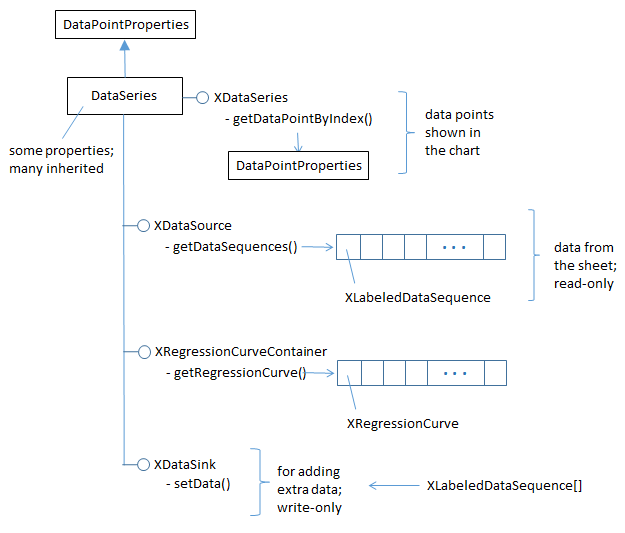 DataPointProperties
DataSeries
XDataSeries
- getDataPointByIndex()
DataPointProperties
data points
shown in
the chart
some properties;
many inherited
XDataSource
- getDataSequences()
...
XLabeledDataSequence
data from
the sheet;
read-only
XRegressionCurveContainer
- getRegressionCurve()
...
XRegressionCurve
XDataSink
- setData()
for adding
extra data;
write-only
XLabeledDataSequence[]